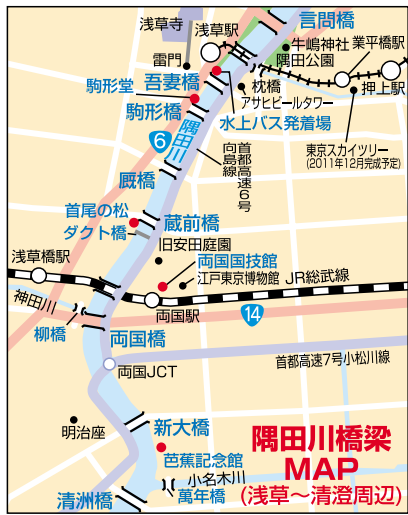 浅草寺
浅草駅
言問橋
牛嶋神社
業平橋駅
隅田公園
雷門
吾妻橋
枕橋
押上駅
駒形堂
アサヒビールタワー
駒形橋
水上バス発着場
6
隅田川
首都高速6号
向島線
東京スカイツリー
(2011年12月完成予定)
厩橋
首尾の松
蔵前橋
ダクト橋
旧安田庭園
浅草橋駅
両国国技館
江戸東京博物館
JR総武線
神田川
両国駅
14
柳橋
両国橋
首都高速7号小松川線
両国JCT
新大橋
明治座
隅田川橋梁
MAP
(浅草〜清澄周辺)
芭蕉記念館
小名木川
萬年橋
清洲橋